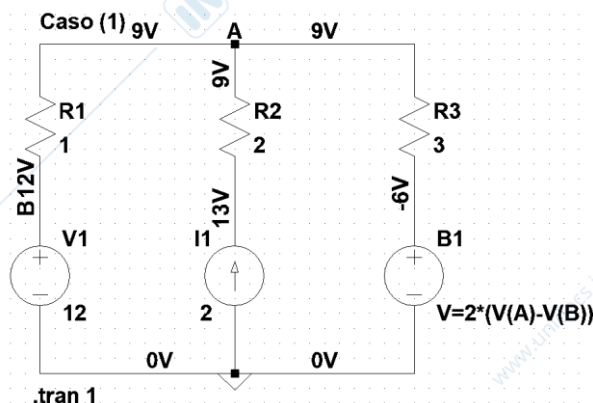 Caso (1)
9V
A
9V
9V
R1
1
R2
2
R3
3
B12V
13V
-6V
V1
12
I1
2
B1
V=2*(V(A)-V(B))
0V
0V
.tran 1